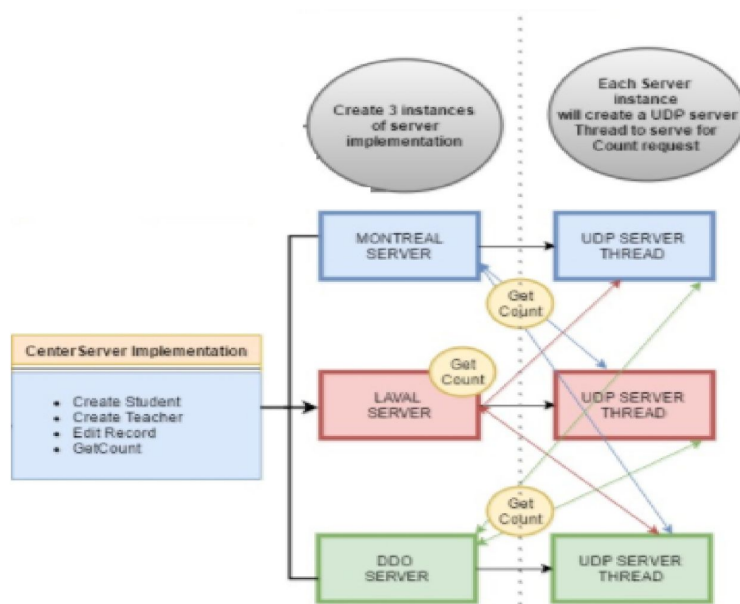 Create 3 instances
of server
implementation
Each Server
instance
will create a UDP server
Thread to serve for
Count request
MONTREAL
SERVER
UDP SERVER
THREAD
Get
Count
CenterServer Implementation
• Create Student
• Create Teacher
• Edit Record
• GetCount
Get
Count
LAVAL
SERVER
UDP SERVER
THREAD
Get
Count
DDO
SERVER
UDP SERVER
THREAD